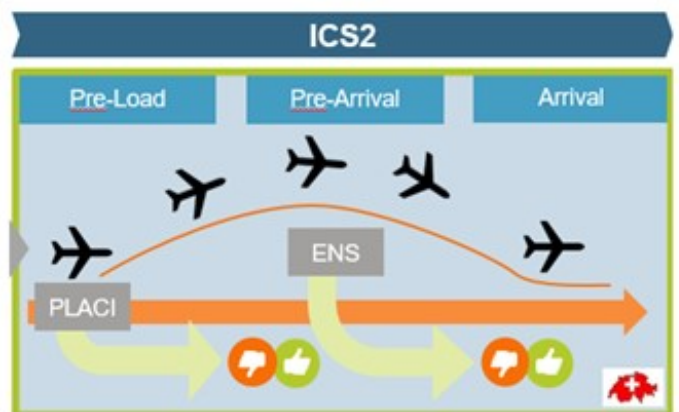 ICS2
Pre-Load
Pre-Arrival
Arrival
ENS
PLACI